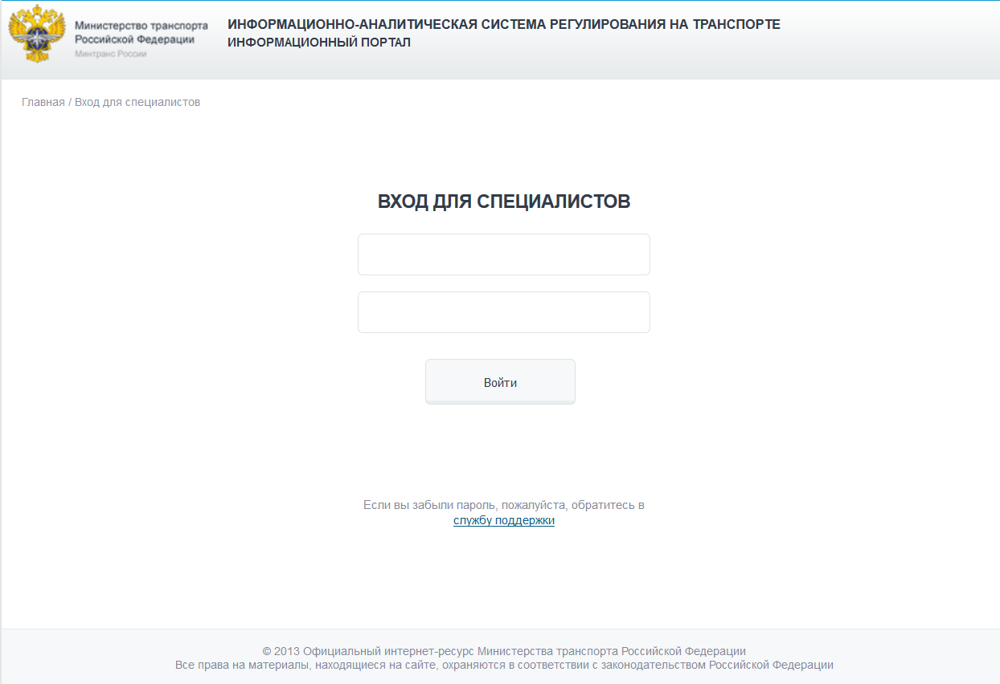 Министерство транспорта
Российской Федерации
Минтранс России
ИНФОРМАЦИОННО-АНАЛИТИЧЕСКАЯ СИСТЕМА РЕГУЛИРОВАНИЯ НА ТРАНСПОРТЕ
ИНФОРМАЦИОННЫЙ ПОРТАЛ
Главная / Вход для специалистов
ВХОД ДЛЯ СПЕЦИАЛИСТОВ
Войти
Если вы забыли пароль, пожалуйста, обратитесь в
службу поддержки
© 2013 Официальный интернет-ресурс Министерства транспорта Российской Федерации
Все права на материалы, находящиеся на сайте, охраняются в соответствии с законодательством Российской Федерации